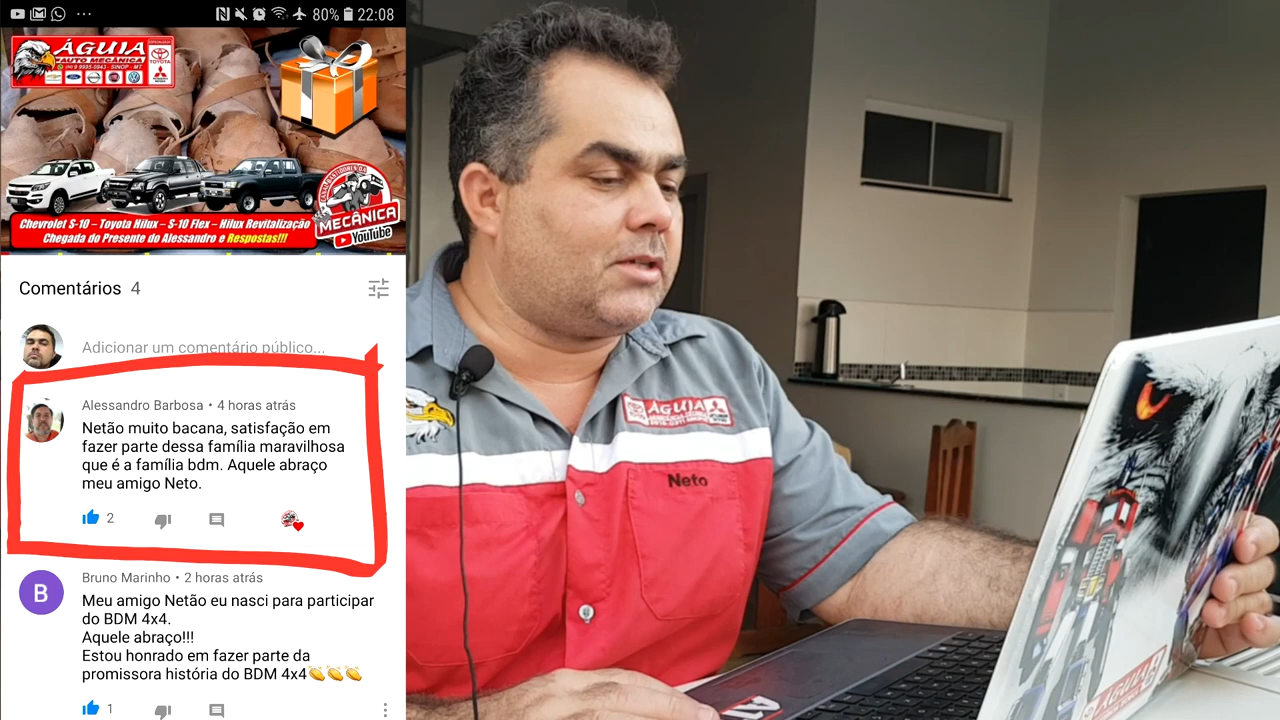 80% 22:08
ÁGUIA
AUTO MECÂNICA
TOYOTA
Chevrolet S-10 – Toyota Hilux – S-10 Flex – Hilux Revitalização
Chegada do Presente do Alessandro e Respostas!!!
MECÂNICA
YouTube
Comentários 4
Adicionar um comentário público...
Alessandro Barbosa • 4 horas atrás
Netão muito bacana, satisfação em
fazer parte dessa família maravilhosa
que é a família bdm. Aquele abraço
meu amigo Neto.
2
B
Bruno Marinho • 2 horas atrás
Meu amigo Netão eu nasci para participar
do BDM 4x4.
Aquele abraço!!!
Estou honrado em fazer parte da
promissora história do BDM 4x4👏👏👏
1
ÁGUIA
Neto
ÁGUIA